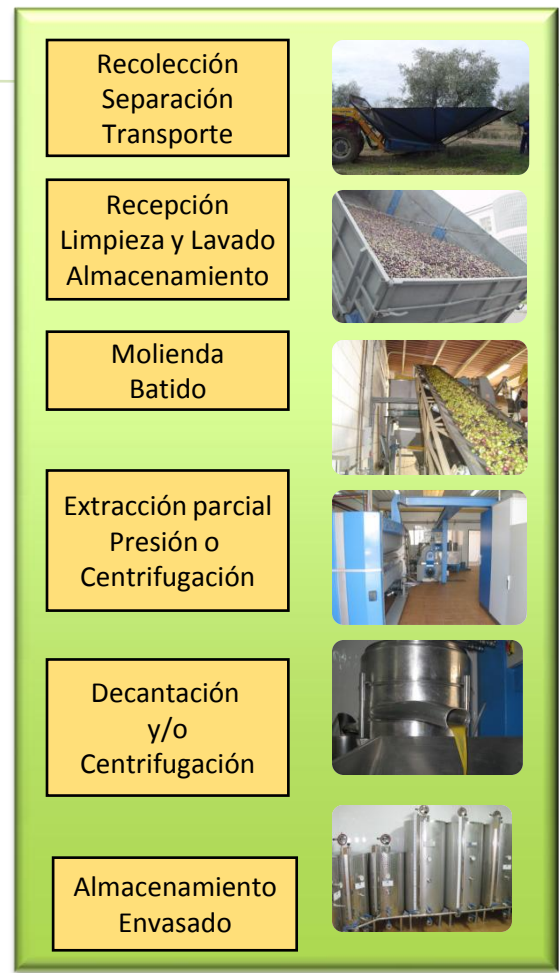 Recolección
Separación
Transporte
Recepción
Limpieza y Lavado
Almacenamiento
Molienda
Batido
Extracción parcial
Presión o
Centrifugación
Decantación
y/o
Centrifugación
Almacenamiento
Envasado